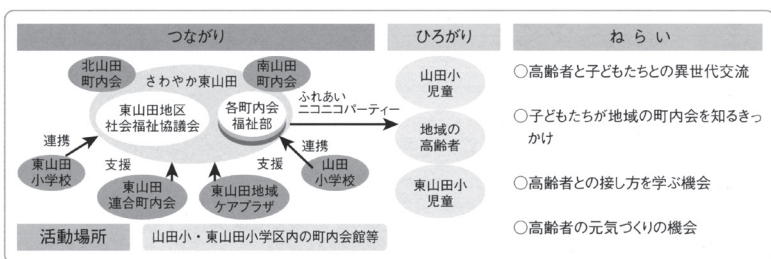 つながり
北山田
町内会
さわやか東山田
南山田
町内会
東山田地区
社会福祉協議会
各町内会
福祉部
ふれあい
ニコニコパーティー
連携
東山田
小学校
支援
東山田
連合町内会
東山田地域
ケアプラザ
支援
連携
山田
小学校
活動場所
山田小・東山田小学区内の町内会館等
ひろがり
山田小
児童
地域の
高齢者
東山田小
児童
ねらい
○高齢者と子どもたちとの異世代交流
○子どもたちが地域の町内会を知るきっ
かけ
○高齢者との接し方を学ぶ機会
○高齢者の元気づくりの機会